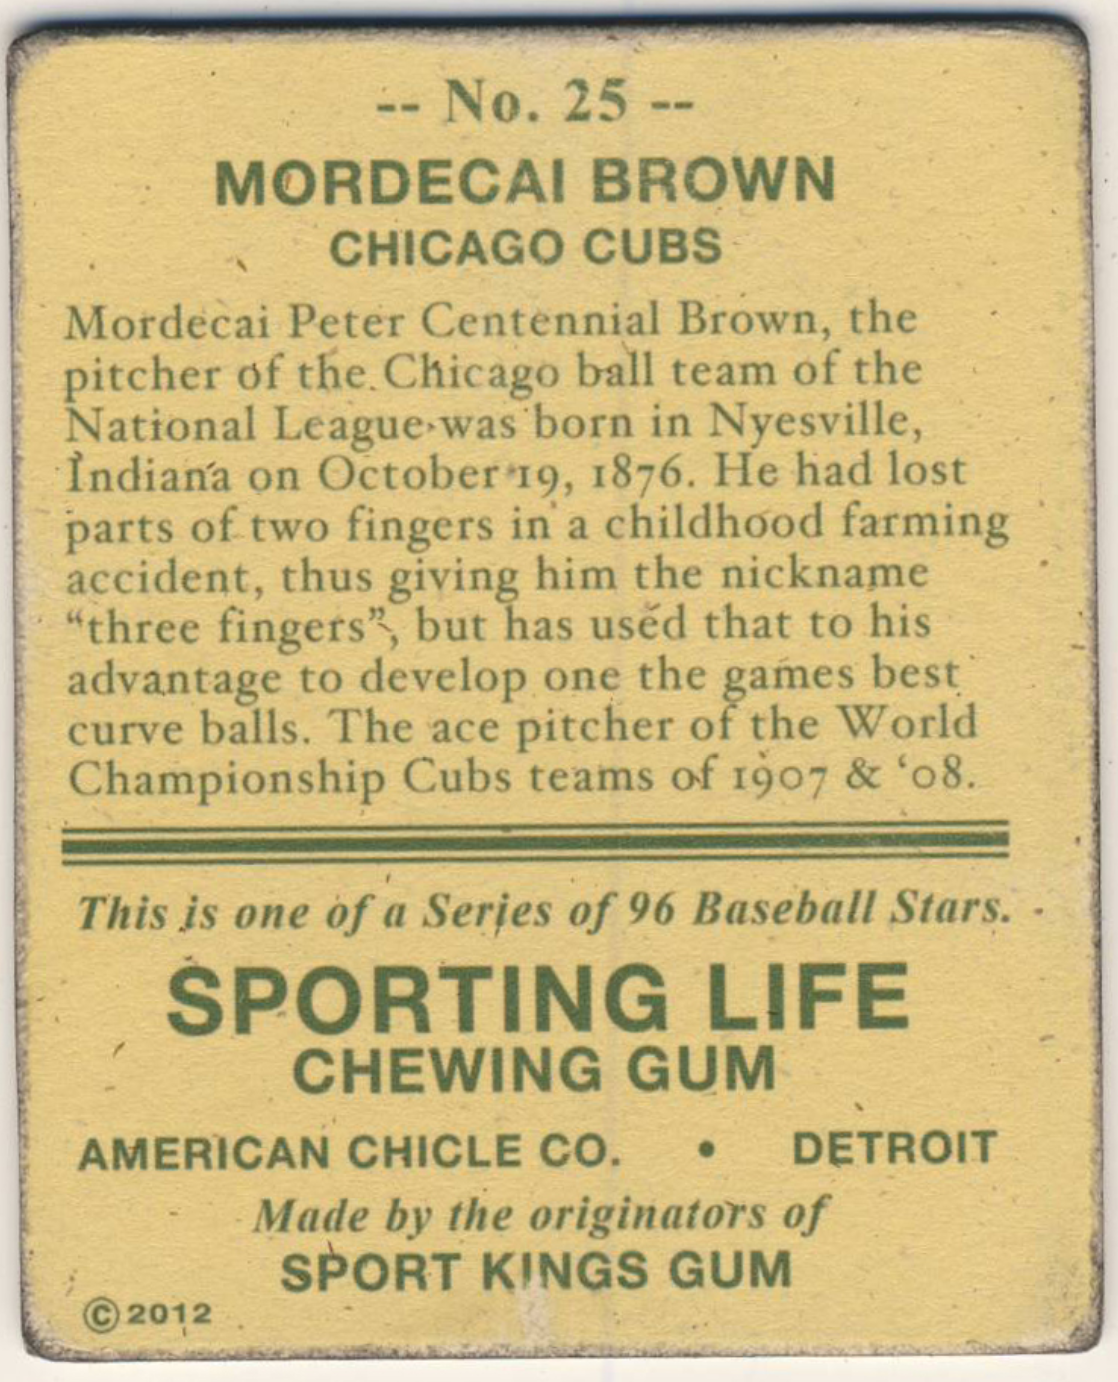 -- No. 25 --
MORDECAI BROWN
CHICAGO CUBS
Mordecai Peter Centennial Brown, the
pitcher of the Chicago ball team of the
National League was born in Nyesville,
Indiana on October 19, 1876. He had lost
parts of two fingers in a childhood farming
accident, thus giving him the nickname
“three fingers”, but has used that to his
advantage to develop one the games best
curve balls. The ace pitcher of the World
Championship Cubs teams of 1907 & ‘08.
This is one of a Series of 96 Baseball Stars.
SPORTING LIFE
CHEWING GUM
AMERICAN CHICLE CO. • DETROIT
Made by the originators of
SPORT KINGS GUM
©2012